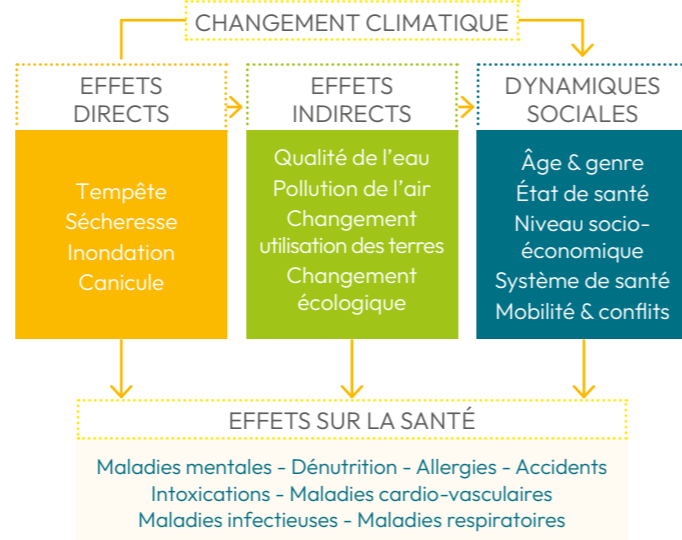 CHANGEMENT CLIMATIQUE
EFFETS
DIRECTS
Tempête
Sécheresse
Inondation
Canicule
EFFETS
INDIRECTS
Qualité de l'eau
Pollution de l'air
Changement
utilisation des terres
Changement
écologique
DYNAMIQUES
SOCIALES
Âge & genre
État de santé
Niveau socio-
économique
Système de santé
Mobilité & conflits
EFFETS SUR LA SANTÉ
Maladies mentales - Dénutrition - Allergies - Accidents
Intoxications - Maladies cardio-vasculaires
Maladies infectieuses - Maladies respiratoires